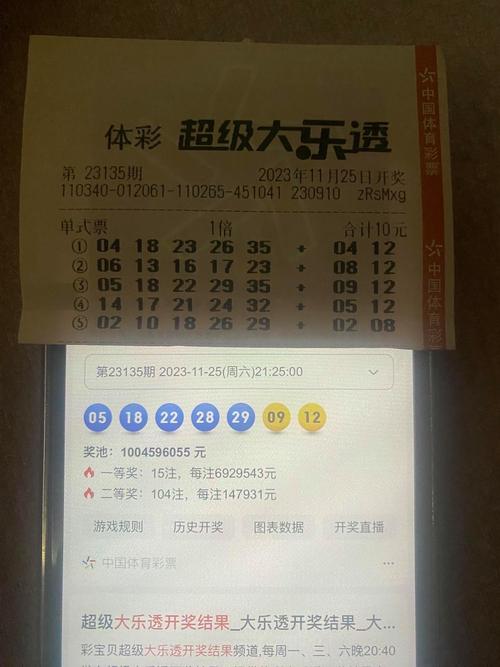 体彩 超级大乐透
第 23135期 2023年11月25日开奖
110340-012061-110265-451041 230910 zRsMxg
单式票 1倍 合计10元
① 04 18 23 26 35 + 04 12
② 06 13 16 17 23 + 08 12
③ 05 18 22 29 35 + 09 12
④ 14 17 21 24 32 + 05 12
⑤ 02 10 18 26 29 + 02 08
中国体育彩票
中国体育彩票
第23135期 2023-11-25(周六)21:25:00
05 18 22 28 29 09 12
奖池：1004596055 元
一等奖：15注，每注6929543元
二等奖：104注，每注147931元
游戏规则 历史开奖 图表数据 开奖直播
中国体育彩票
超级大乐透开奖结果_大乐透开奖结果_大...
彩宝贝超级大乐透开奖结果频道,每周一、三、六晚20:40